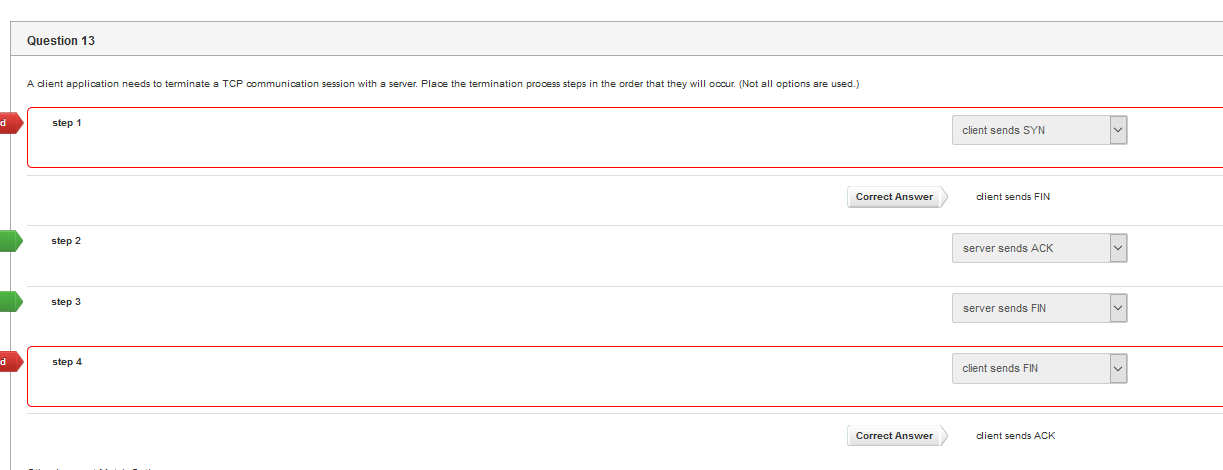 Question 13
A client application needs to terminate a TCP communication session with a server. Place the termination process steps in the order that they will occur. (Not all options are used.)
d step 1 client sends SYN
Correct Answer client sends FIN
step 2 server sends ACK
step 3 server sends FIN
d step 4 client sends FIN
Correct Answer client sends ACK